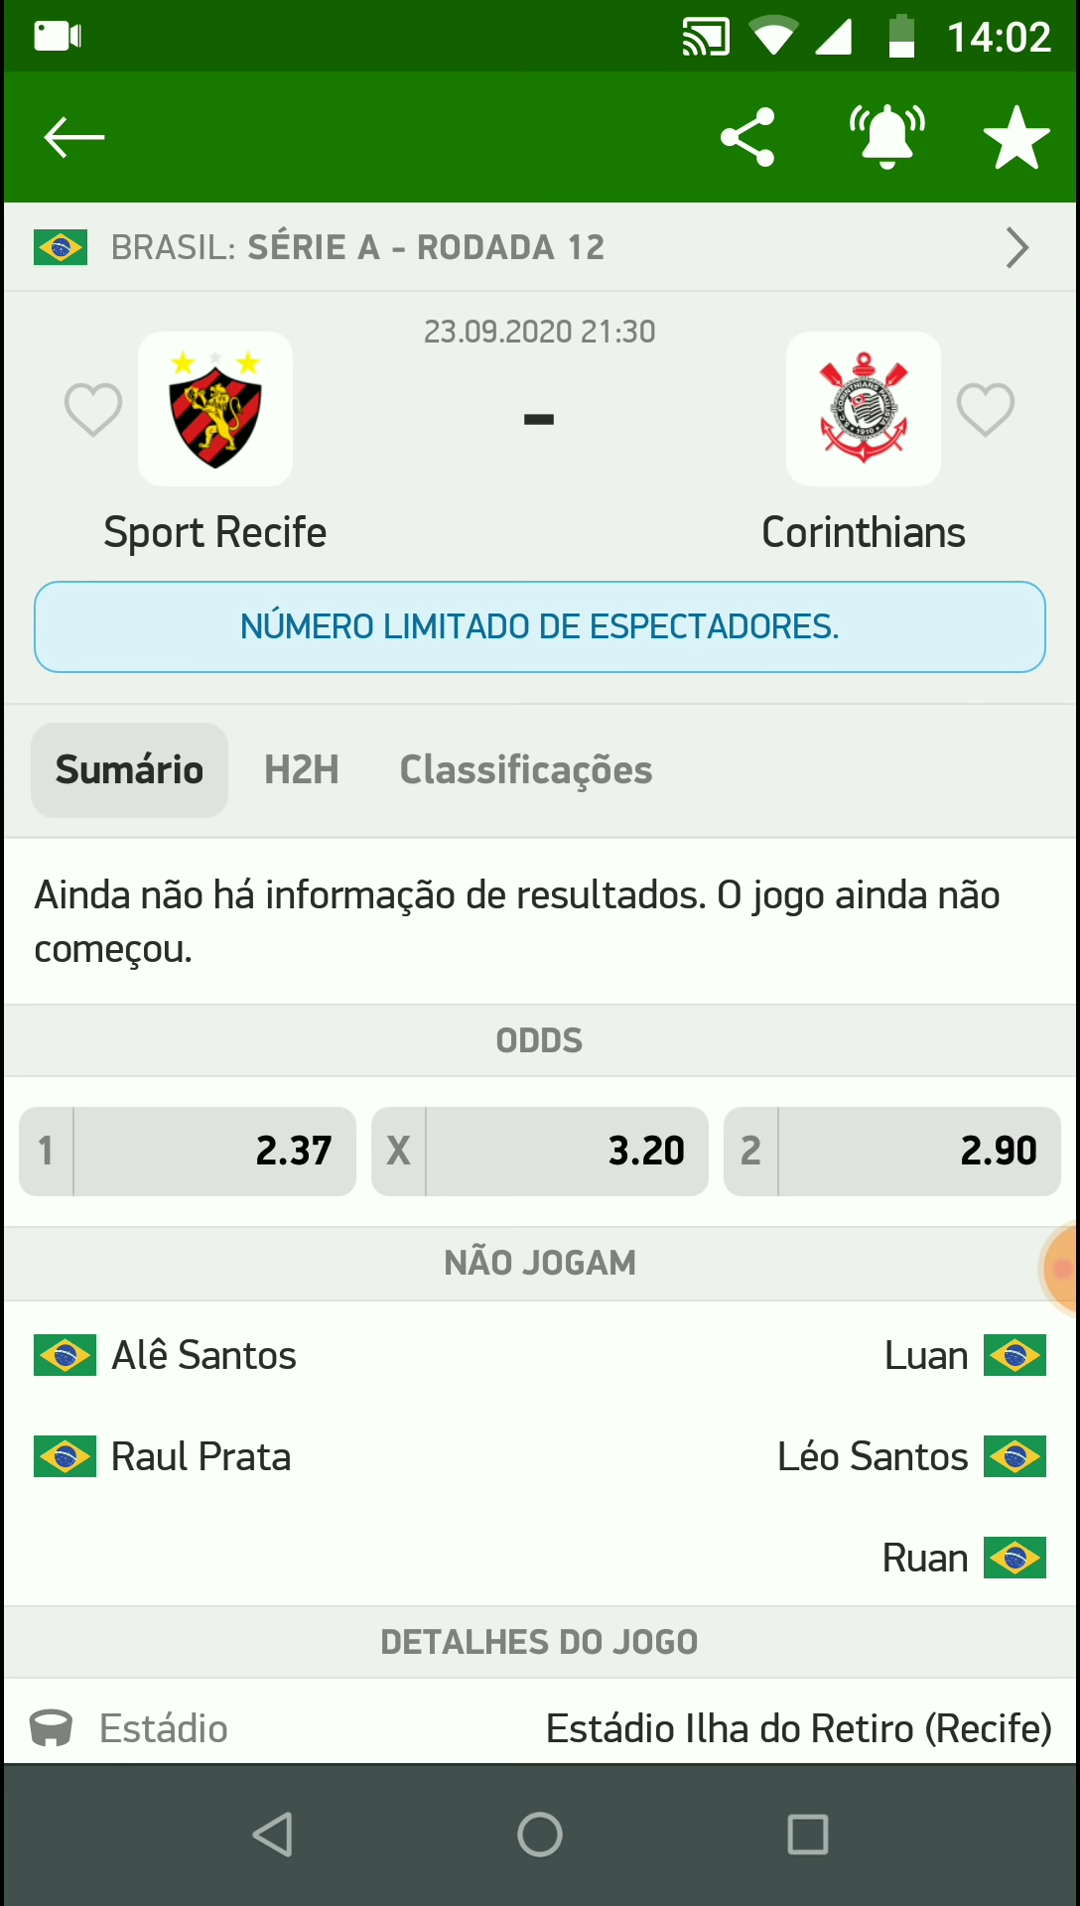 14:02
BRASIL: SÉRIE A - RODADA 12
23.09.2020 21:30
-
Sport Recife
Corinthians
NÚMERO LIMITADO DE ESPECTADORES.
Sumário H2H Classificações
Ainda não há informação de resultados. O jogo ainda não
começou.
ODDS
1 2.37 X 3.20 2 2.90
NÃO JOGAM
Alê Santos Luan
Raul Prata Léo Santos
Ruan
DETALHES DO JOGO
Estádio Estádio Ilha do Retiro (Recife)